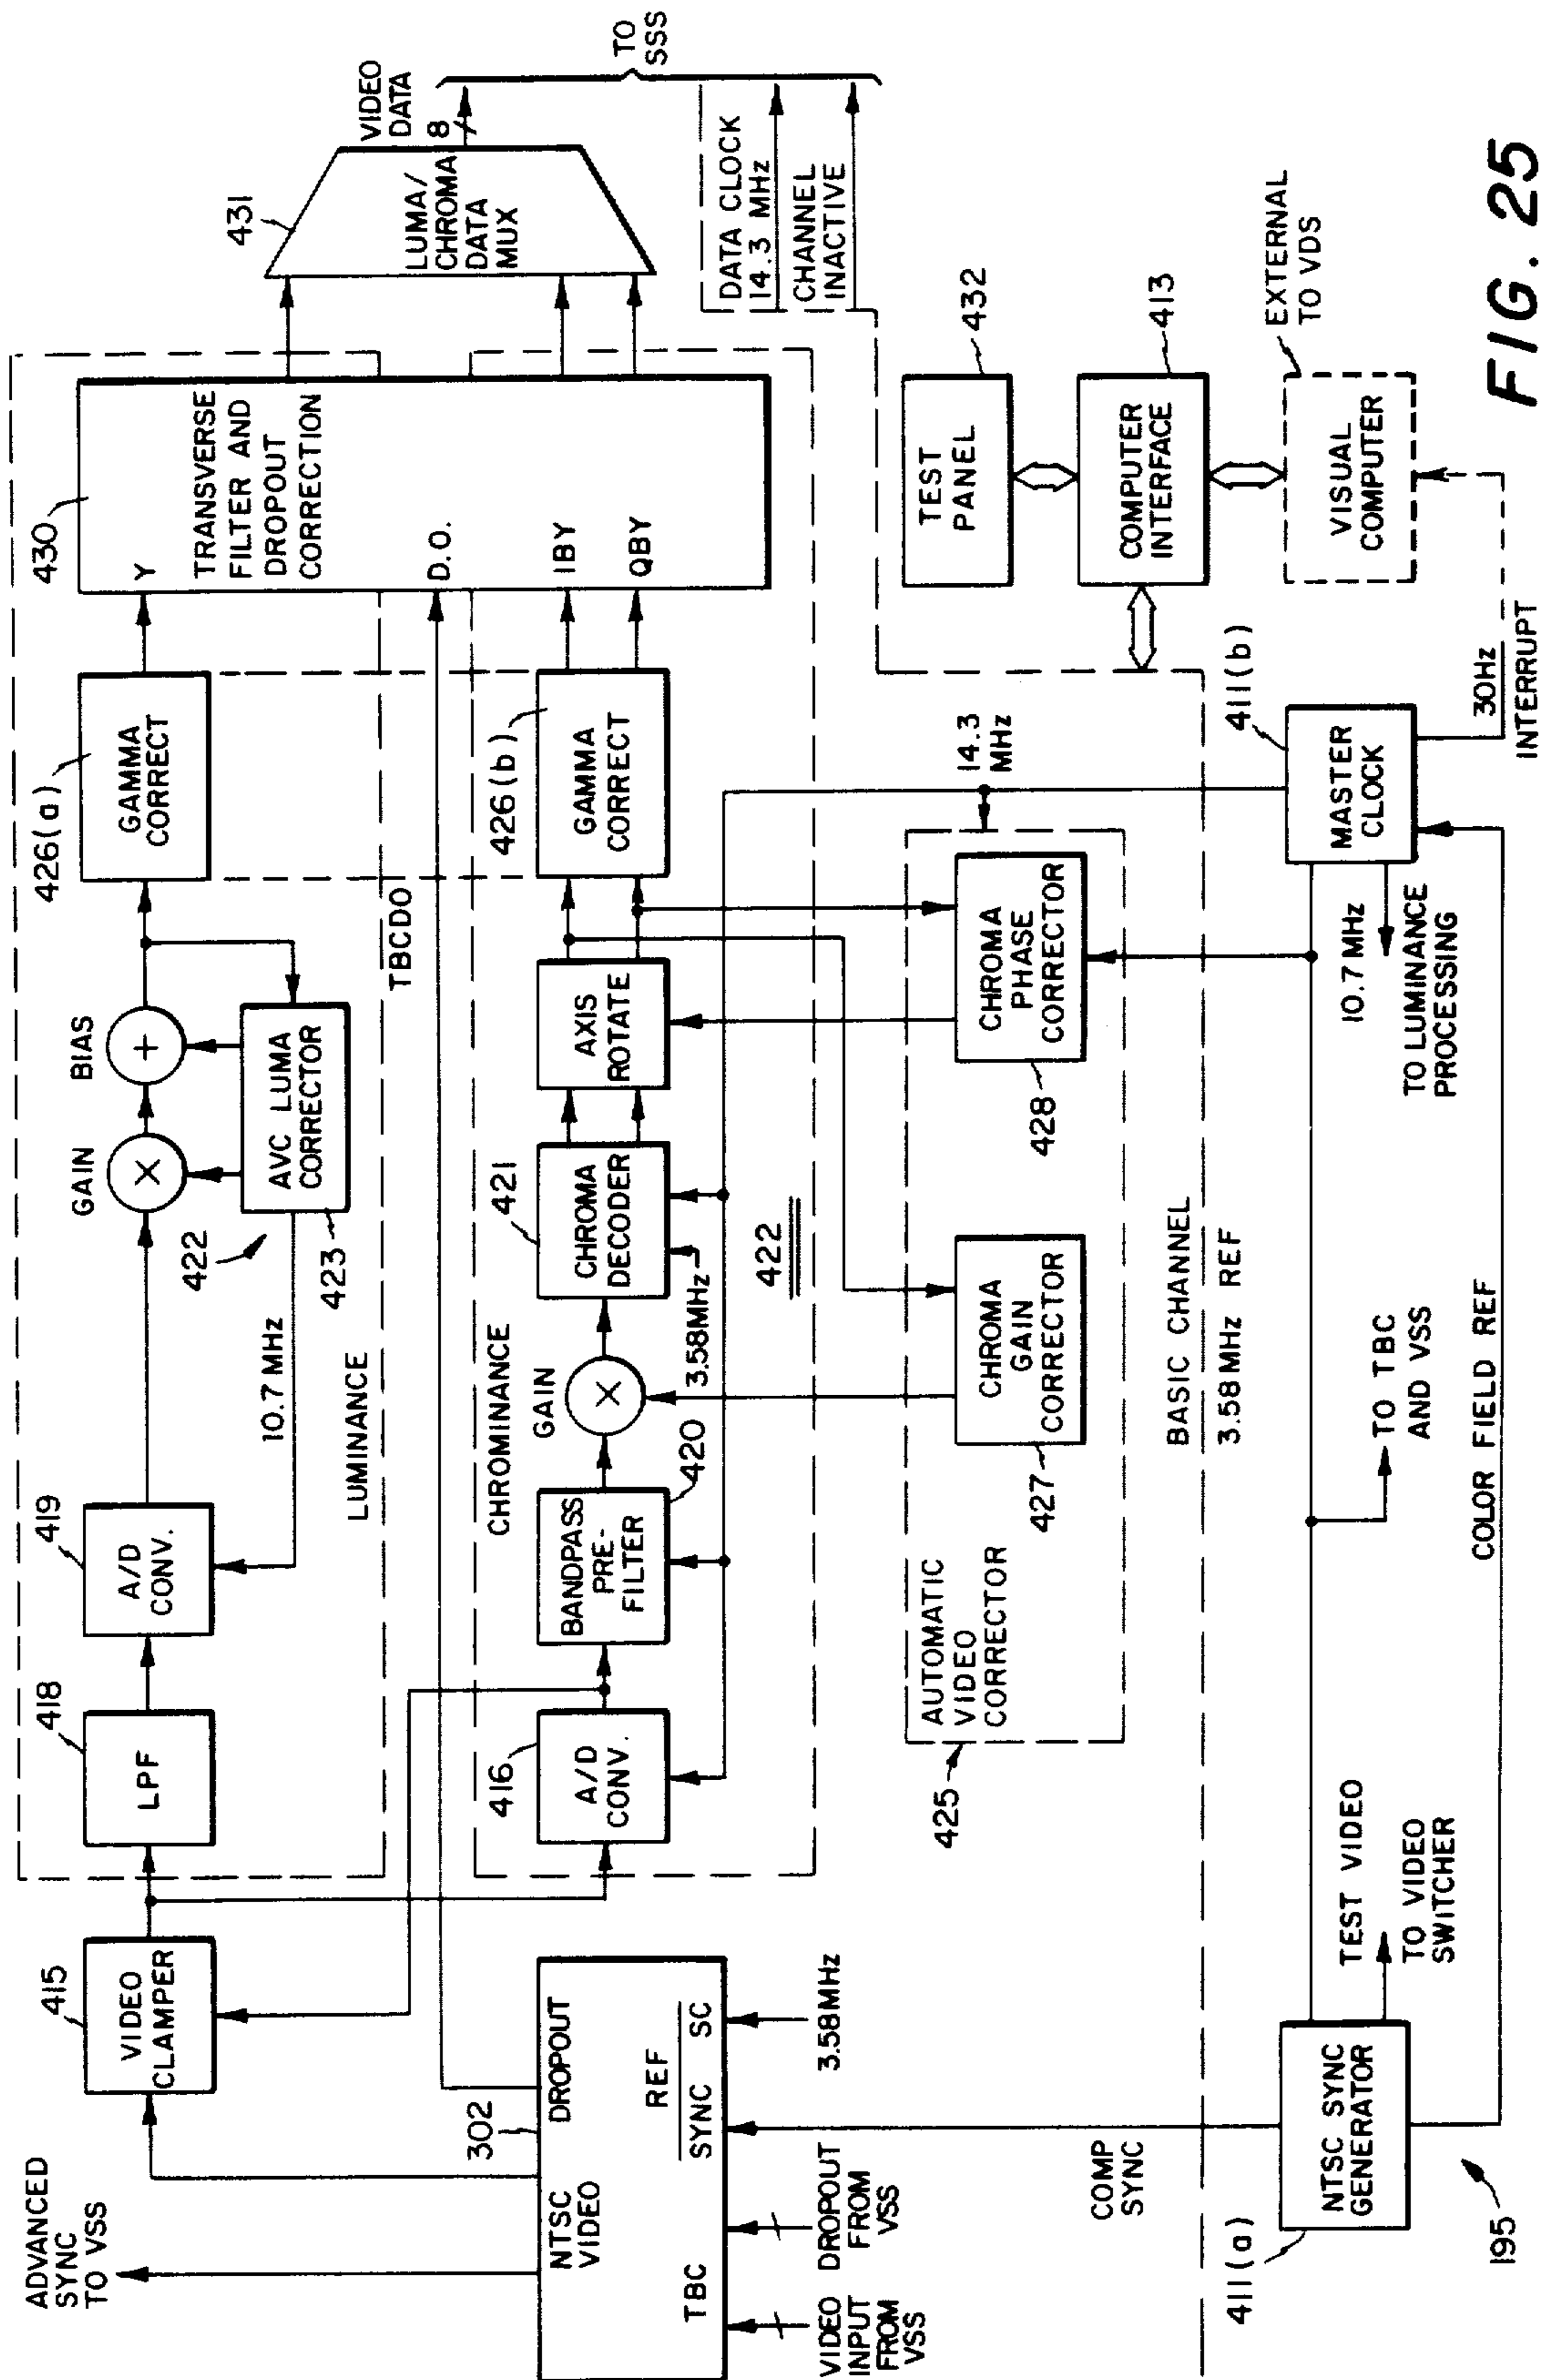 ADVANCED
SYNC
TO VSS
415
VIDEO
CLAMPER
418
LPF
419
A/D
CONV.
10.7 MHz
LUMINANCE
GAIN
×
BIAS
+
422
423
AVC LUMA
CORRECTOR
TBCDO
426(a)
GAMMA
CORRECT
430
Y
TRANSVERSE
FILTER AND
DROPOUT
CORRECTION
D.O.
IBY
QBY
431
LUMA/
CHROMA
DATA
MUX
VIDEO
DATA
8
TO
SSS
DATA CLOCK
14.3 MHz
CHANNEL
INACTIVE
302
NTSC
VIDEO
DROPOUT
TBC
REF
SYNC
SC
VIDEO
INPUT
FROM
VSS
DROPOUT
FROM
VSS
3.58MHz
416
A/D
CONV.
CHROMINANCE
BANDPASS
PRE-
FILTER
420
GAIN
×
421
CHROMA
DECODER
3.58MHz
422
AXIS
ROTATE
426(b)
GAMMA
CORRECT
AUTOMATIC
VIDEO
CORRECTOR
425
427
CHROMA
GAIN
CORRECTOR
428
CHROMA
PHASE
CORRECTOR
14.3
MHz
BASIC CHANNEL
3.58MHz REF
TEST
PANEL
432
COMPUTER
INTERFACE
413
VISUAL
COMPUTER
EXTERNAL
TO VDS
COMP
SYNC
411(a)
NTSC SYNC
GENERATOR
195
TEST VIDEO
TO VIDEO
SWITCHER
TO TBC
AND VSS
COLOR FIELD REF
10.7MHz
TO LUMINANCE
PROCESSING
411(b)
MASTER
CLOCK
30Hz
INTERRUPT
FIG. 25